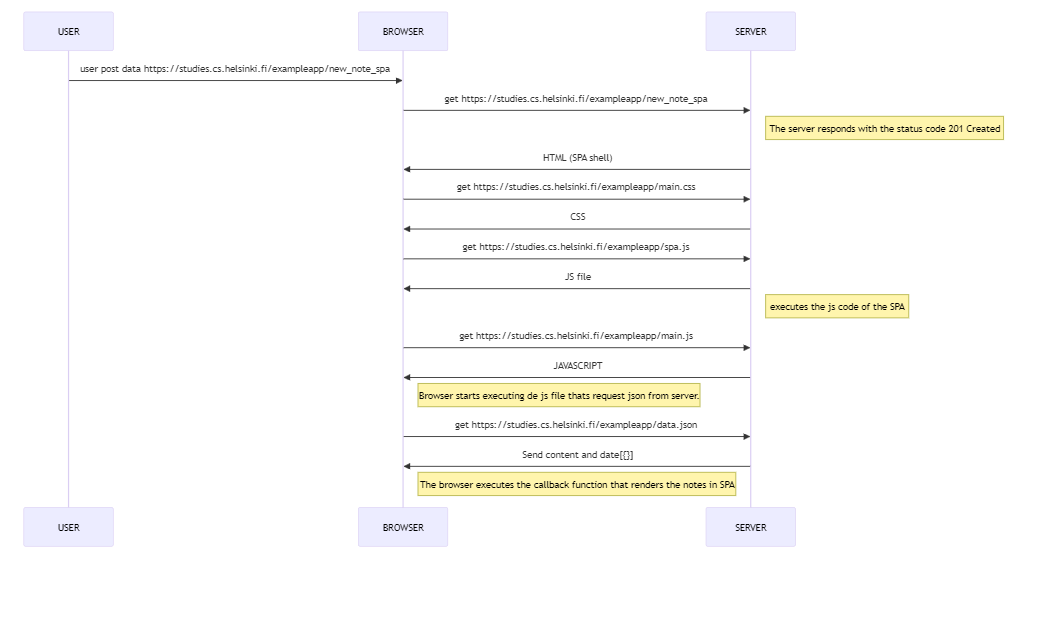 USER BROWSER SERVER
user post data https://studies.cs.helsinki.fi/exampleapp/new_note_spa
get https://studies.cs.helsinki.fi/exampleapp/new_note_spa
The server responds with the status code 201 Created
HTML (SPA shell)
get https://studies.cs.helsinki.fi/exampleapp/main.css
CSS
get https://studies.cs.helsinki.fi/exampleapp/spa.js
JS file
executes the js code of the SPA
get https://studies.cs.helsinki.fi/exampleapp/main.js
JAVASCRIPT
Browser starts executing de js file thats request json from server.
get https://studies.cs.helsinki.fi/exampleapp/data.json
Send content and date[{}]
The browser executes the callback function that renders the notes in SPA
USER BROWSER SERVER